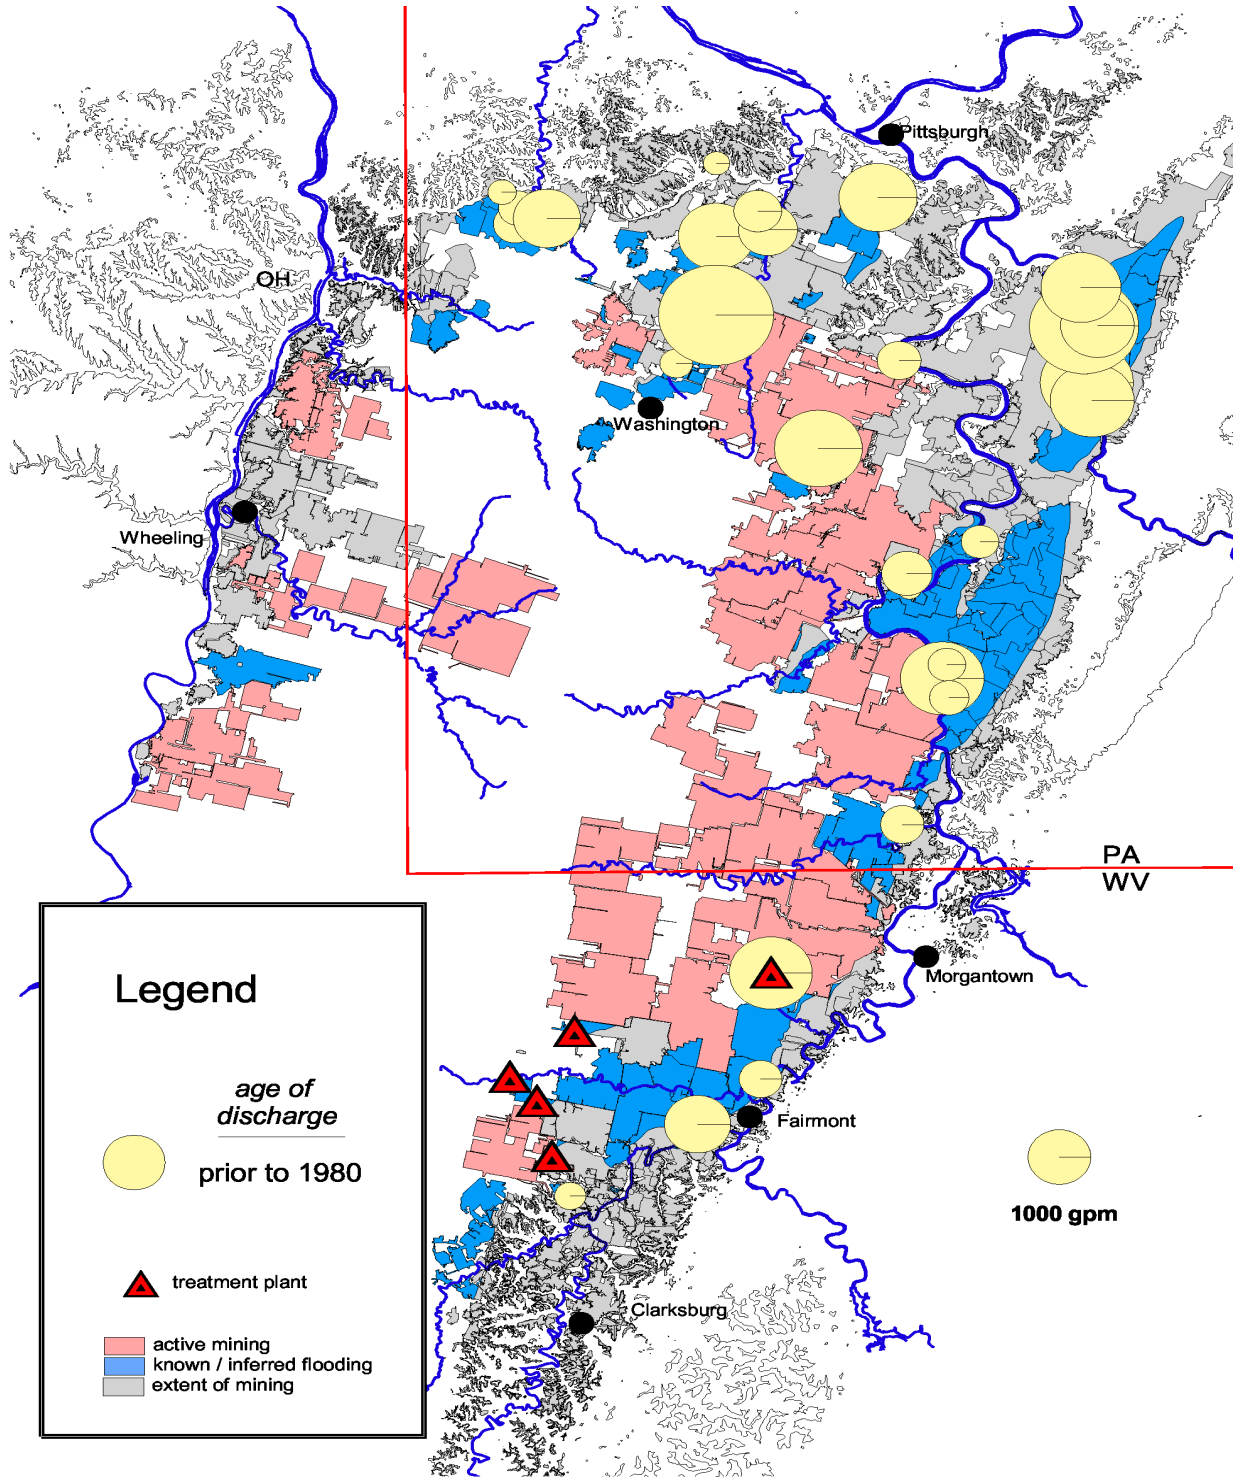 Pittsburgh
OH
Washington
Wheeling
PA
WV
Legend
Morgantown
age of
discharge
prior to 1980
Fairmont
1000 gpm
treatment plant
Clarksburg
active mining
known / inferred flooding
extent of mining